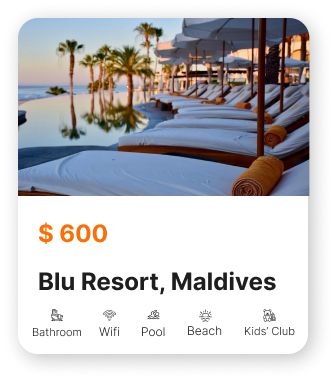 $ 600
Blu Resort, Maldives
Bathroom Wifi Pool Beach Kids' Club